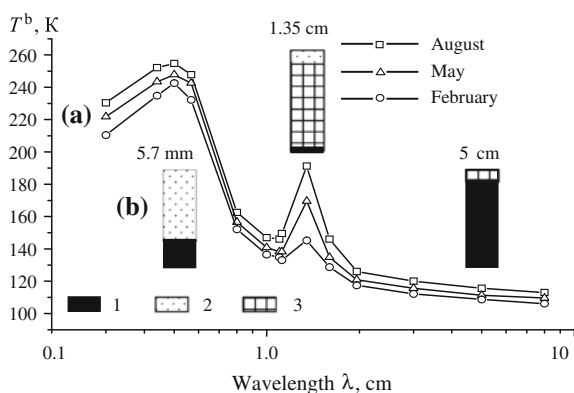 T^b, K
1.35 cm
August
May
February
260
240
(a)
220
200
5.7 mm
5 cm
180
(b)
160
140
120
1
2
3
100
0.1
1.0
10
Wavelength λ, cm